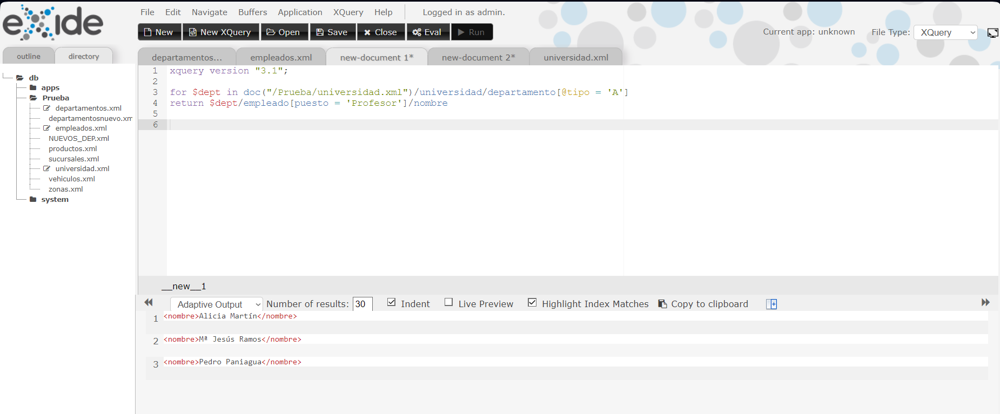 eXide
File Edit Navigate Buffers Application XQuery Help Logged in as admin.
New New XQuery Open Save Close Eval Run
Current app: unknown File Type: XQuery
outline directory
departamentos... empleados.xml new-document 1* new-document 2* universidad.xml
db
apps
Prueba
departamentos.xml
departamentosnuevo.xm
empleados.xml
NUEVOS_DEP.xml
productos.xml
sucursales.xml
universidad.xml
vehiculos.xml
zonas.xml
system
1 xquery version "3.1";
2
3 for $dept in doc("/Prueba/universidad.xml")/universidad/departamento[@tipo = 'A']
4 return $dept/empleado[puesto = 'Profesor']/nombre
5
6
__new__1
Adaptive Output Number of results: 30 Indent Live Preview Highlight Index Matches Copy to clipboard
1 <nombre>Alicia Martín</nombre>
2 <nombre>Mª Jesús Ramos</nombre>
3 <nombre>Pedro Paniagua</nombre>